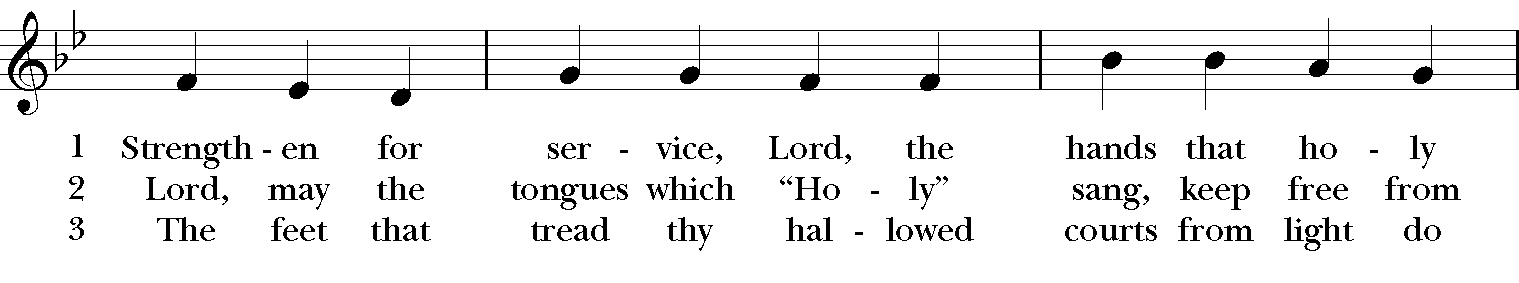 1 Strength - en for ser - vice, Lord, the hands that ho - ly
2 Lord, may the tongues which “Ho - ly” sang, keep free from
3 The feet that tread thy hal - lowed courts from light do